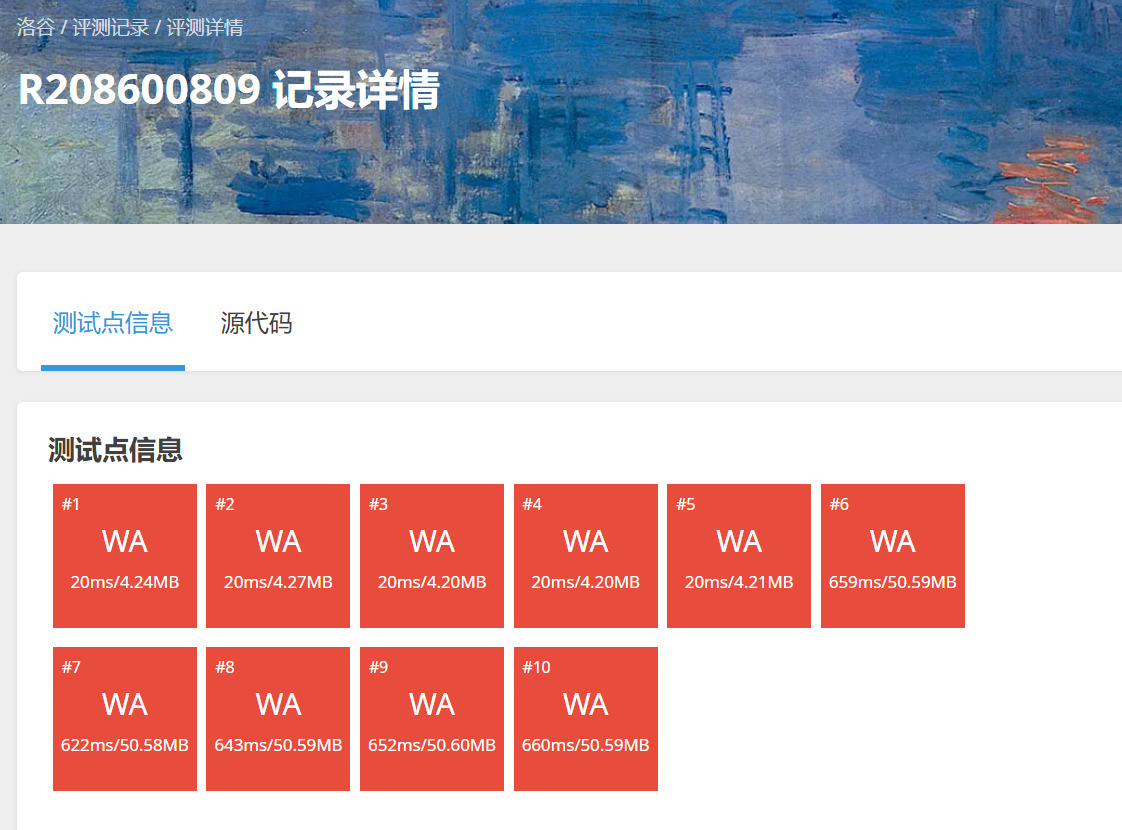 洛谷 / 评测记录 / 评测详情
R208600809 记录详情
测试点信息 源代码
测试点信息
#1 #2 #3 #4 #5 #6
WA WA WA WA WA WA
20ms/4.24MB 20ms/4.27MB 20ms/4.20MB 20ms/4.20MB 20ms/4.21MB 659ms/50.59MB
#7 #8 #9 #10
WA WA WA WA
622ms/50.58MB 643ms/50.59MB 652ms/50.60MB 660ms/50.59MB